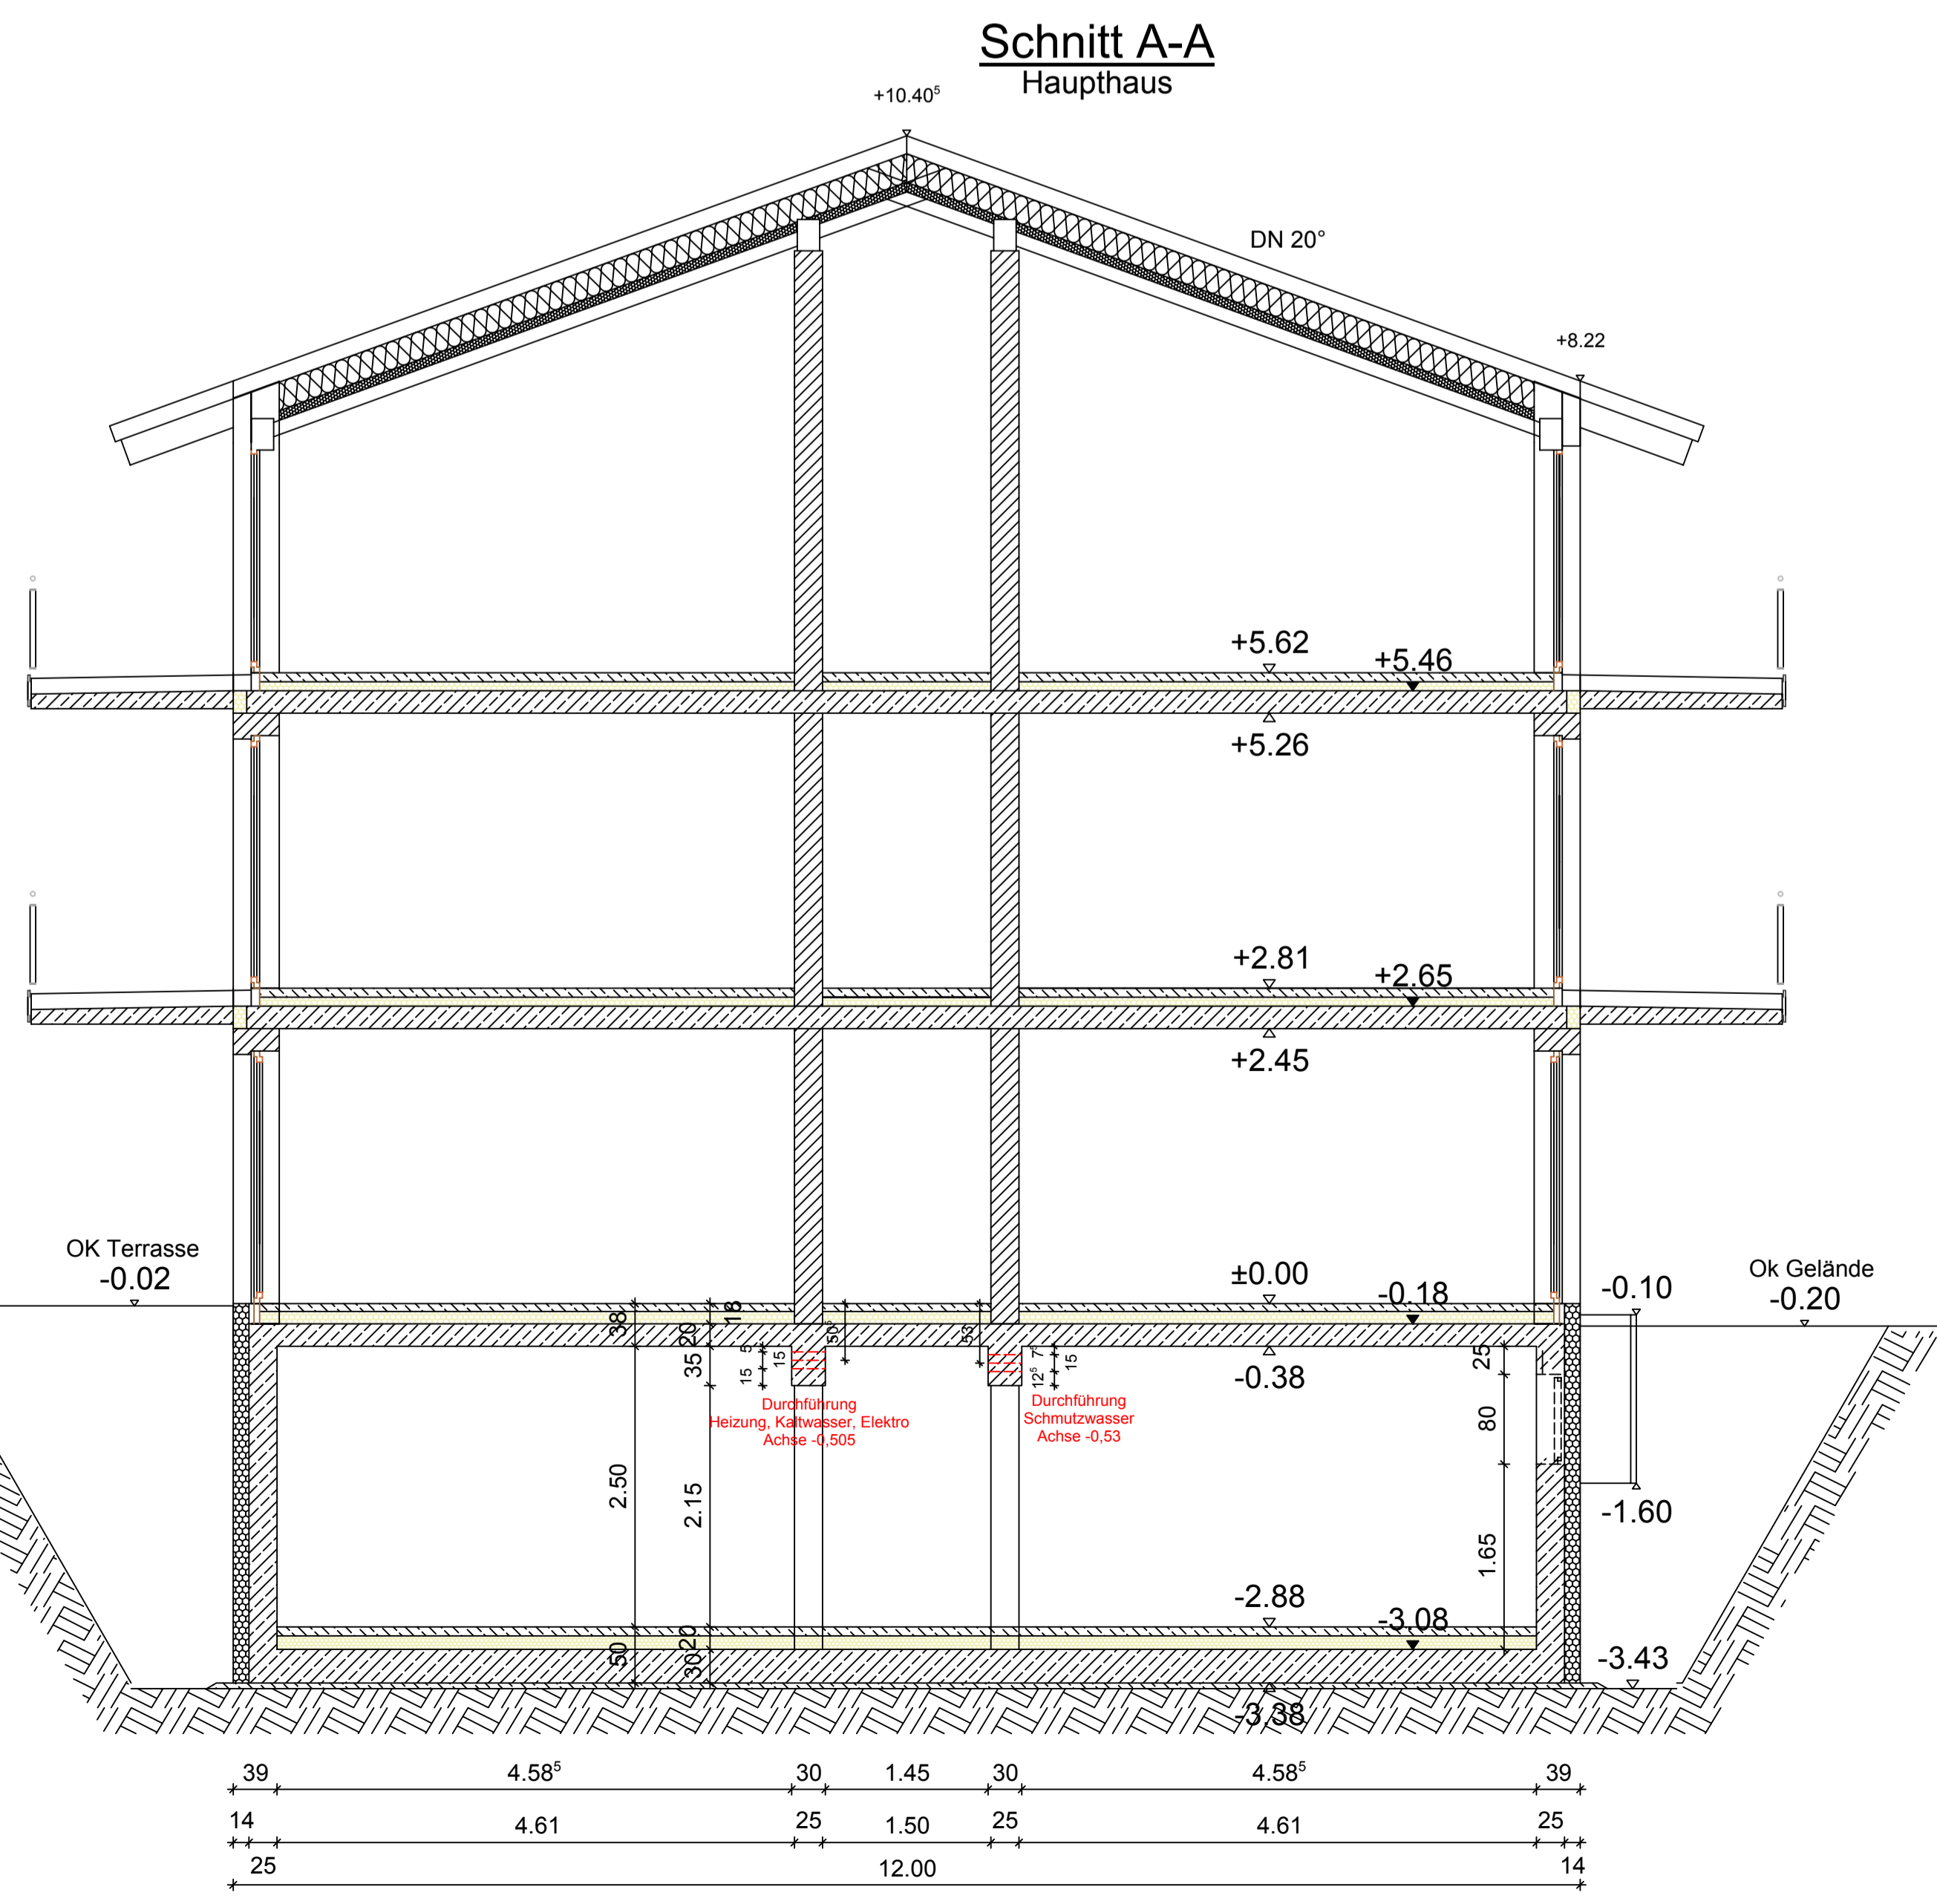 Schnitt A-A
Haupthaus
+10.40⁵
DN 20°
+8.22
+5.62
+5.46
+5.26
+2.81
+2.65
+2.45
OK Terrasse
-0.02
±0.00
-0.18
-0.10
Ok Gelände
-0.20
38
18
20
50⁵
53
35
5
15
15
7⁵
15
12⁵
-0.38
25
Durchführung
Heizung, Kaltwasser, Elektro
Achse -0,505
Durchführung
Schmutzwasser
Achse -0,53
80
2.50
2.15
-1.60
1.65
-2.88
-3.08
50
20
30
-3.43
-3.38
39 4.58⁵ 30 1.45 30 4.58⁵ 39
14 4.61 25 1.50 25 4.61 25
25 12.00 14